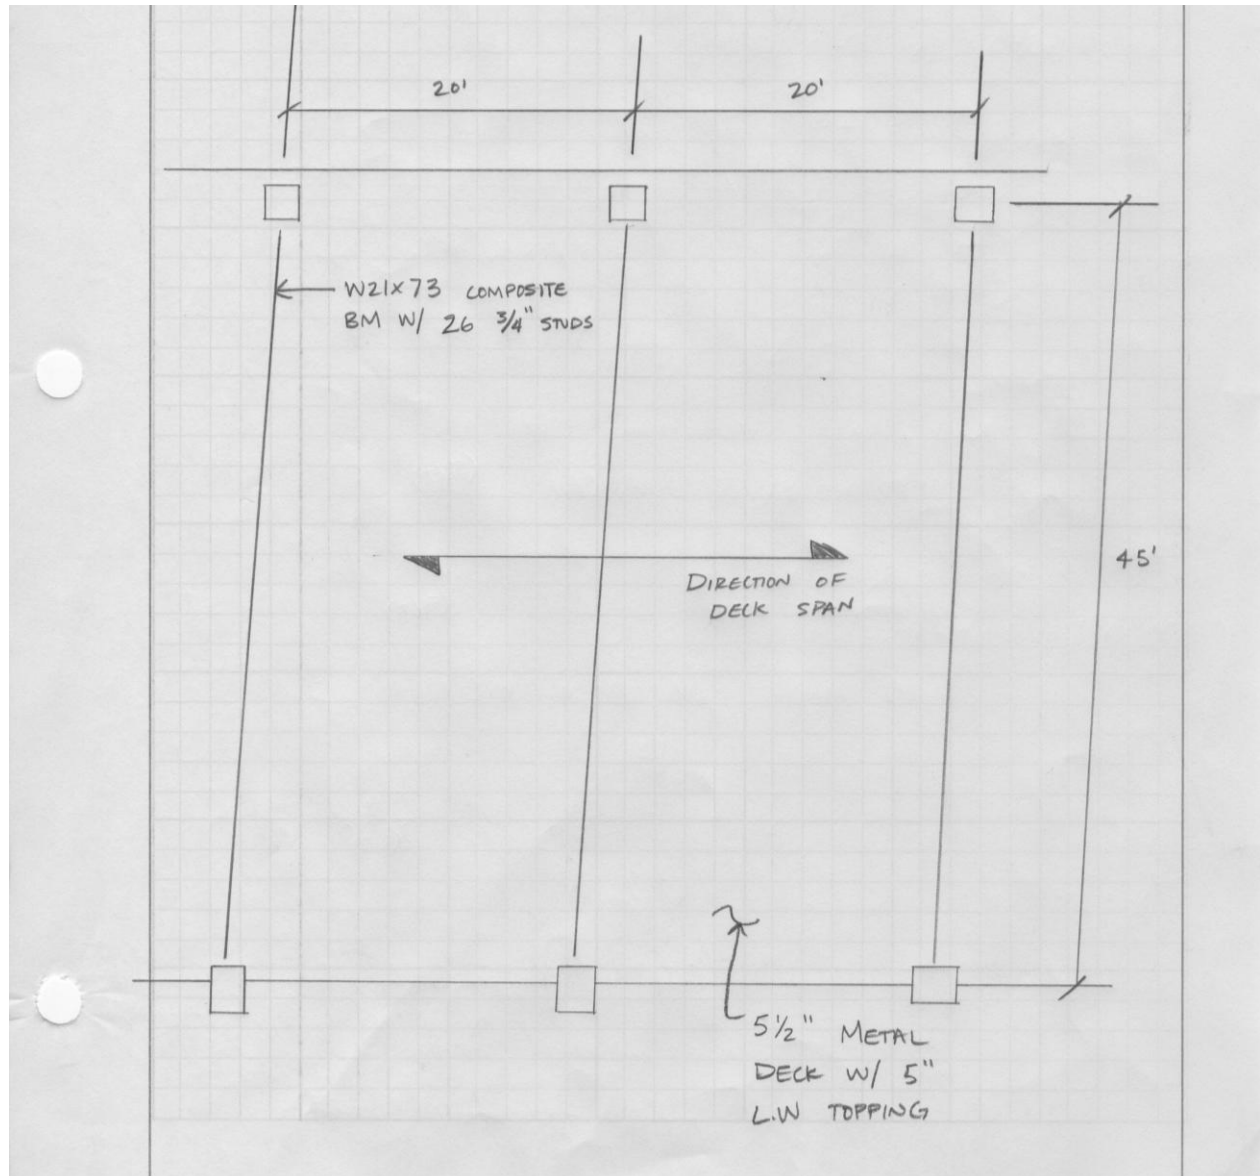 20'
20'
W21x73 COMPOSITE
BM W/ 26 3/4" STUDS
DIRECTION OF
DECK SPAN
45'
5 1/2" METAL
DECK W/ 5"
L.W TOPPING